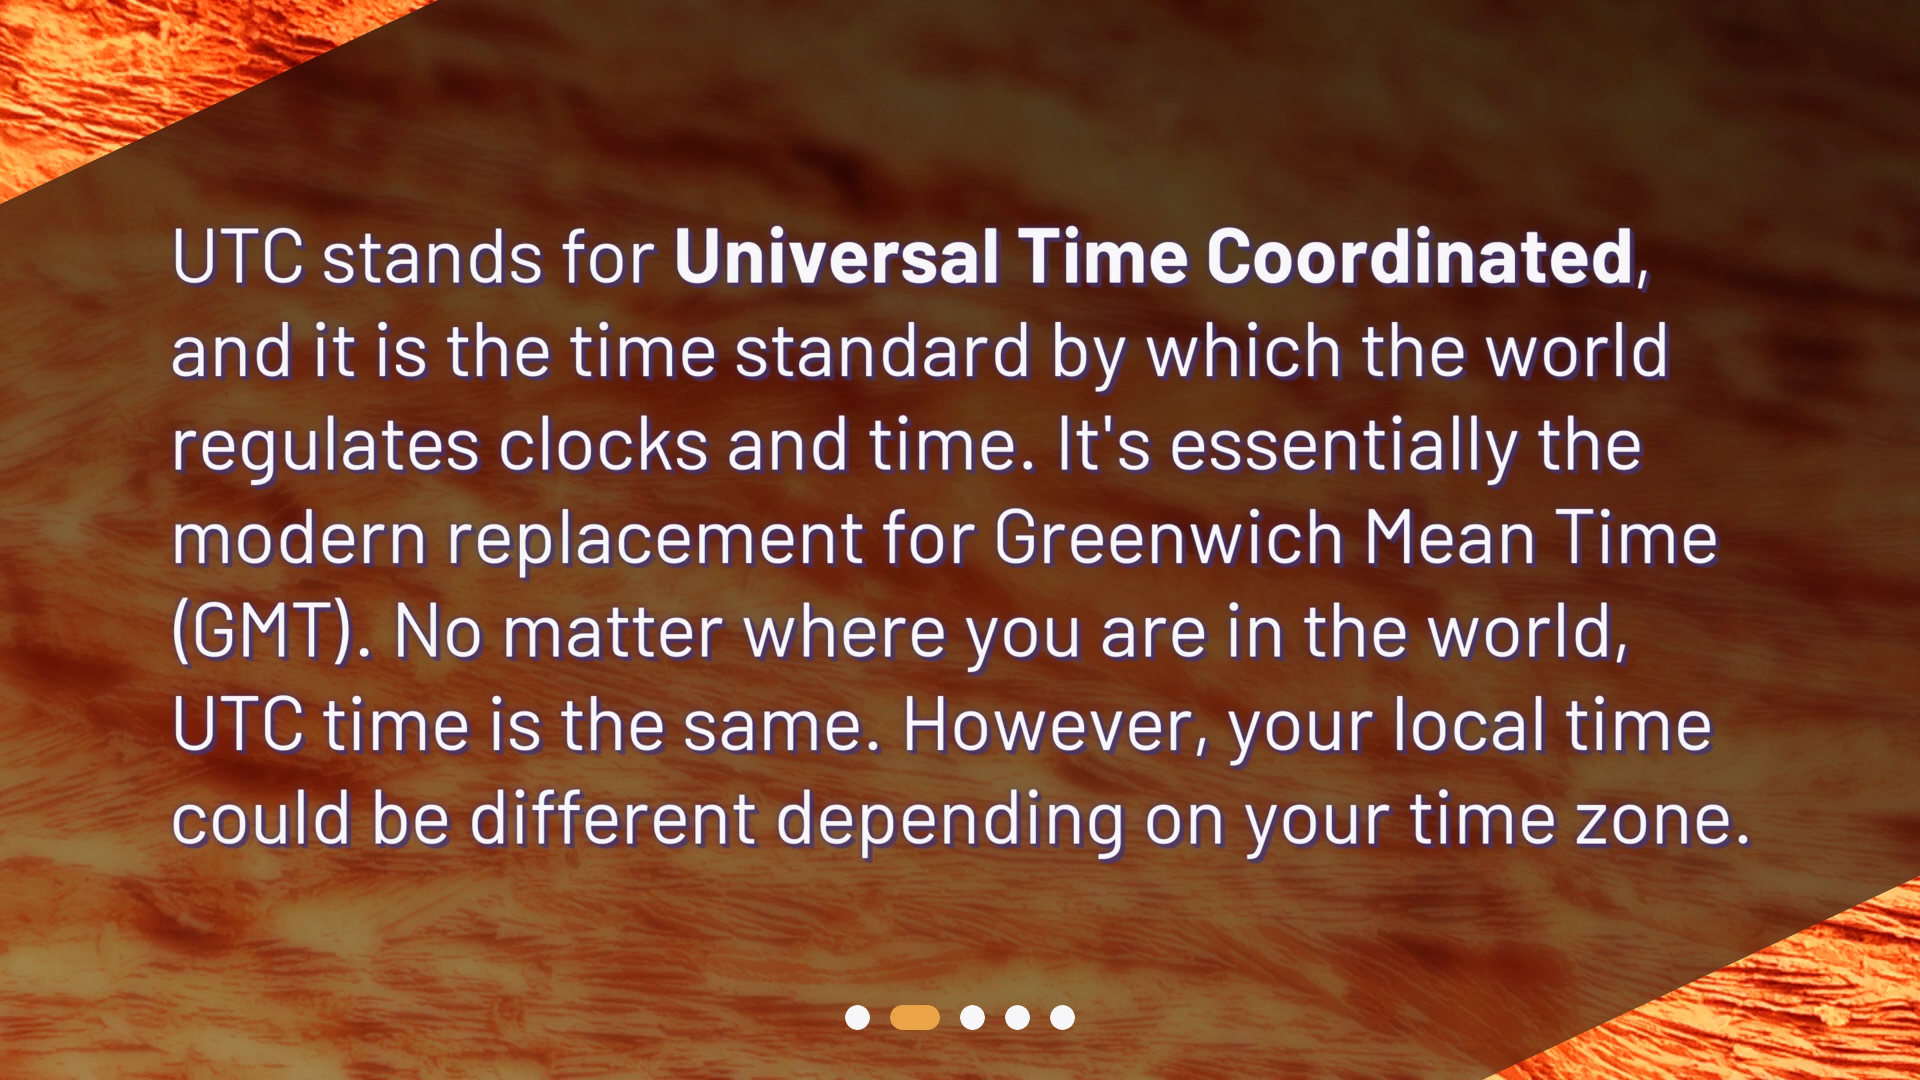 UTC stands for Universal Time Coordinated,
and it is the time standard by which the world
regulates clocks and time. It's essentially the
modern replacement for Greenwich Mean Time
(GMT). No matter where you are in the world,
UTC time is the same. However, your local time
could be different depending on your time zone.